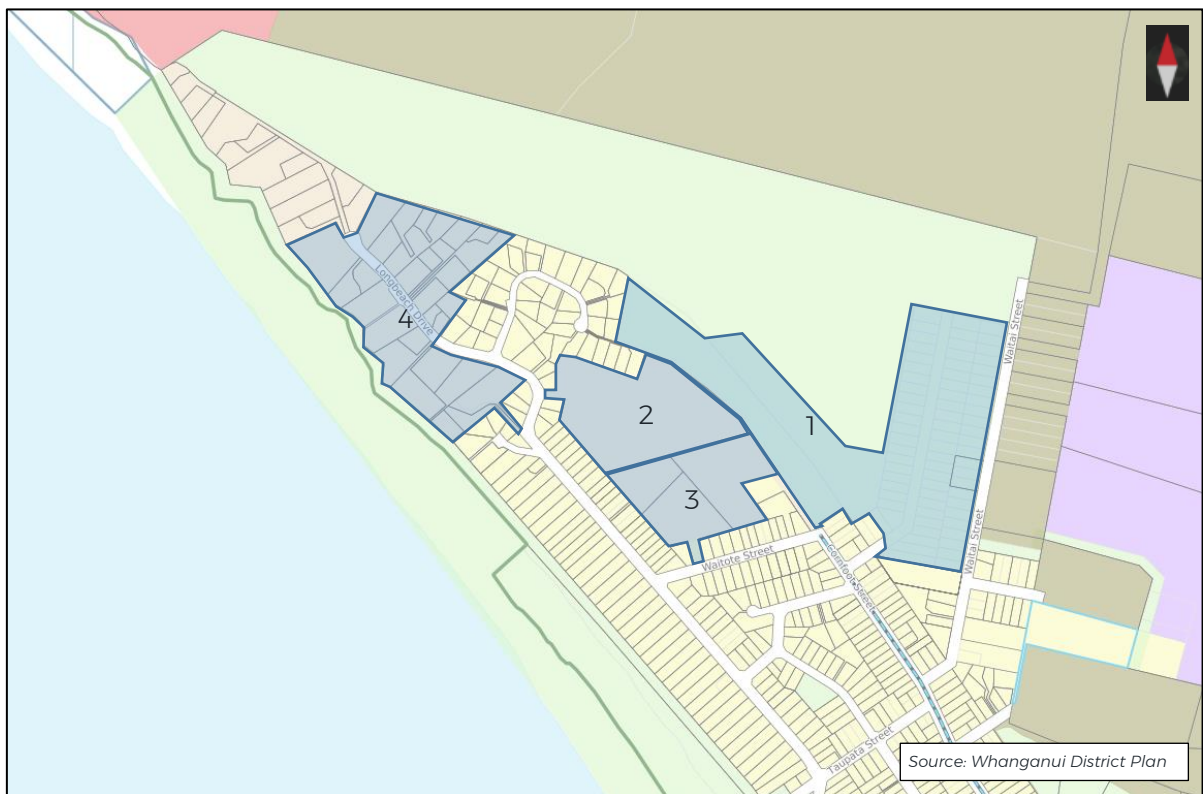 Waitai Street
Longbeach Drive
4
1
2
3
Waitai Street
Waitote Street
Cornfoot Street
Taupata Street
Source: Whanganui District Plan